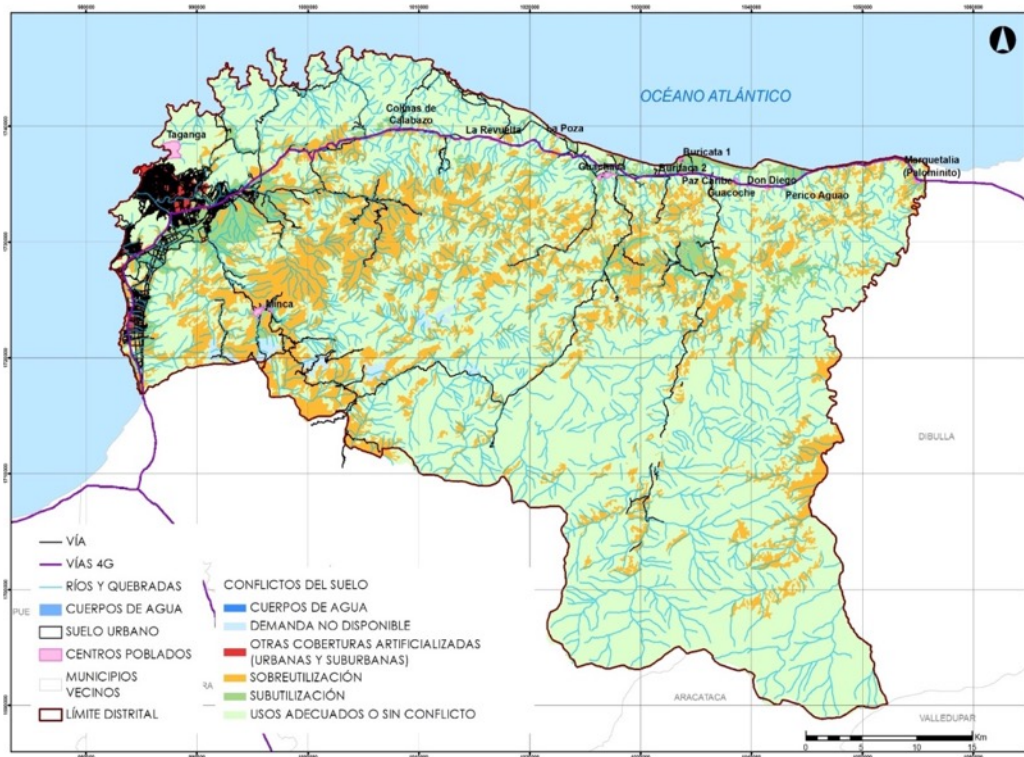 OCÉANO ATLÁNTICO
Taganga
Colinas de
Calabazo
La Revuelta
La Poza
Guachaca
Buricata 1
Buritaca 2
Paz Caribe
Guacoche
Don Diego
Perico Aguao
Marquetalia
(Palominito)
Minca
DIBULLA
ARACATACA
VALLEDUPAR
PUE
RA
VÍA
VÍAS 4G
RÍOS Y QUEBRADAS
CUERPOS DE AGUA
SUELO URBANO
CENTROS POBLADOS
MUNICIPIOS
VECINOS
LÍMITE DISTRITAL
CONFLICTOS DEL SUELO
CUERPOS DE AGUA
DEMANDA NO DISPONIBLE
OTRAS COBERTURAS ARTIFICIALIZADAS
(URBANAS Y SUBURBANAS)
SOBREUTILIZACIÓN
SUBUTILIZACIÓN
USOS ADECUADOS O SIN CONFLICTO
Km
0 5 10 15